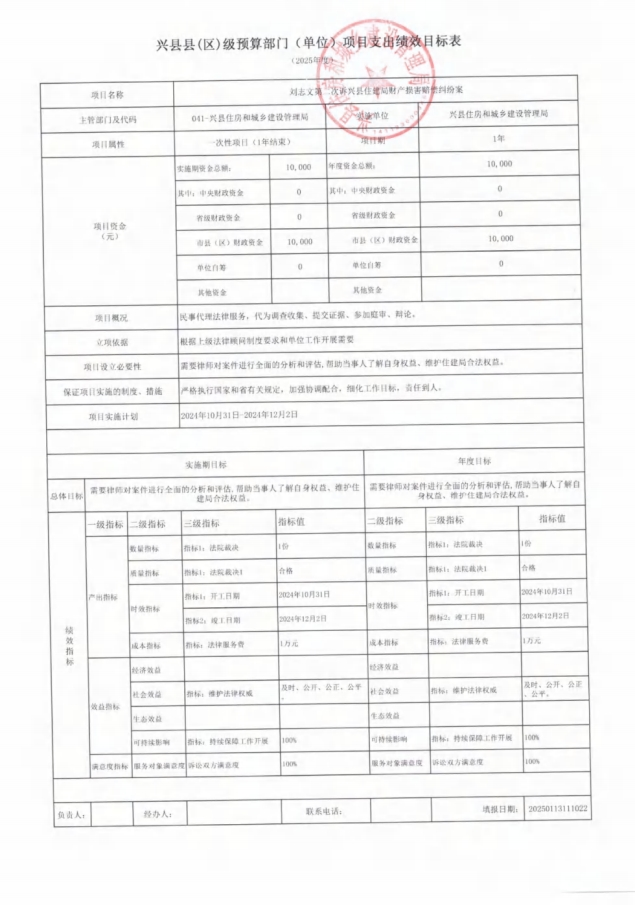 兴县县(区)级预算部门（单位）项目支出绩效目标表
（2025年度）
项目名称 刘志文第 次诉兴县住建局财产损害赔偿纠纷案
主管部门及代码 041-兴县住房和城乡建设管理局 实施单位 兴县住房和城乡建设管理局
项目属性 一次性项目（1年结束） 项目期 1年
项目资金（元） 实施期资金总额： 10,000 年度资金总额： 10,000
其中：中央财政资金 0 其中：中央财政资金 0
省级财政资金 0 省级财政资金 0
市县（区）财政资金 10,000 市县（区）财政资金 10,000
单位自筹 0 单位自筹 0
其他资金 其他资金
项目概况 民事代理法律服务，代为调查收集、提交证据、参加庭审、辩论。
立项依据 根据上级法律顾问制度要求和单位工作开展需要
项目设立必要性 需要律师对案件进行全面的分析和评估,帮助当事人了解自身权益、维护住建局合法权益。
保证项目实施的制度、措施 严格执行国家和省有关规定，加强协调配合，细化工作目标，责任到人。
项目实施计划 2024年10月31日-2024年12月2日
实施期目标 年度目标
总体目标 需要律师对案件进行全面的分析和评估,帮助当事人了解自身权益、维护住建局合法权益。 需要律师对案件进行全面的分析和评估,帮助当事人了解自身权益、维护住建局合法权益。
绩效指标 一级指标 二级指标 三级指标 指标值 二级指标 三级指标 指标值
产出指标 数量指标 指标1：法院裁决 1份 数量指标 指标1：法院裁决 1份
质量指标 指标1：法院裁决1 合格 质量指标 指标1：法院裁决1 合格
时效指标 指标1：开工日期 2024年10月31日 时效指标 指标1：开工日期 2024年10月31日
指标2：竣工日期 2024年12月2日 指标2：竣工日期 2024年12月2日
成本指标 指标：法律服务费 1万元 成本指标 指标：法律服务费 1万元
效益指标 经济效益 经济效益
社会效益 指标：维护法律权威 及时、公开、公正、公平。 社会效益 指标：维护法律权威 及时、公开、公正、公平。
生态效益 生态效益
可持续影响 指标：持续保障工作开展 100% 可持续影响 指标：持续保障工作开展 100%
满意度指标 服务对象满意度 诉讼双方满意度 100% 服务对象满意度 诉讼双方满意度 100%
负责人： 经办人： 联系电话： 填报日期： 20250113111022